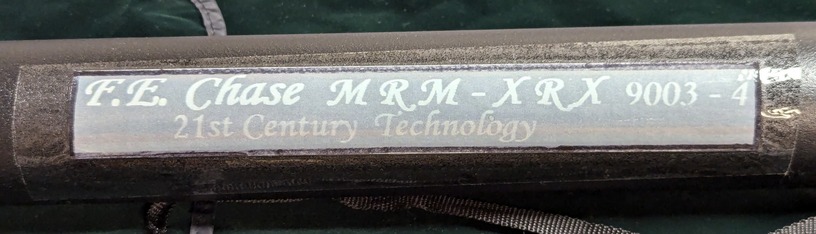 F.E. Chase MRM-XRX 9003-4
21st Century Technology